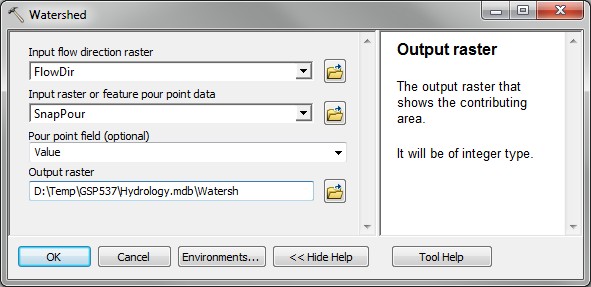 Watershed
Input flow direction raster
FlowDir
Input raster or feature pour point data
SnapPour
Pour point field (optional)
Value
Output raster
D:\Temp\GSP537\Hydrology.mdb\Watersh
Output raster
The output raster that
shows the contributing
area.
It will be of integer type.
OK
Cancel
Environments...
<< Hide Help
Tool Help